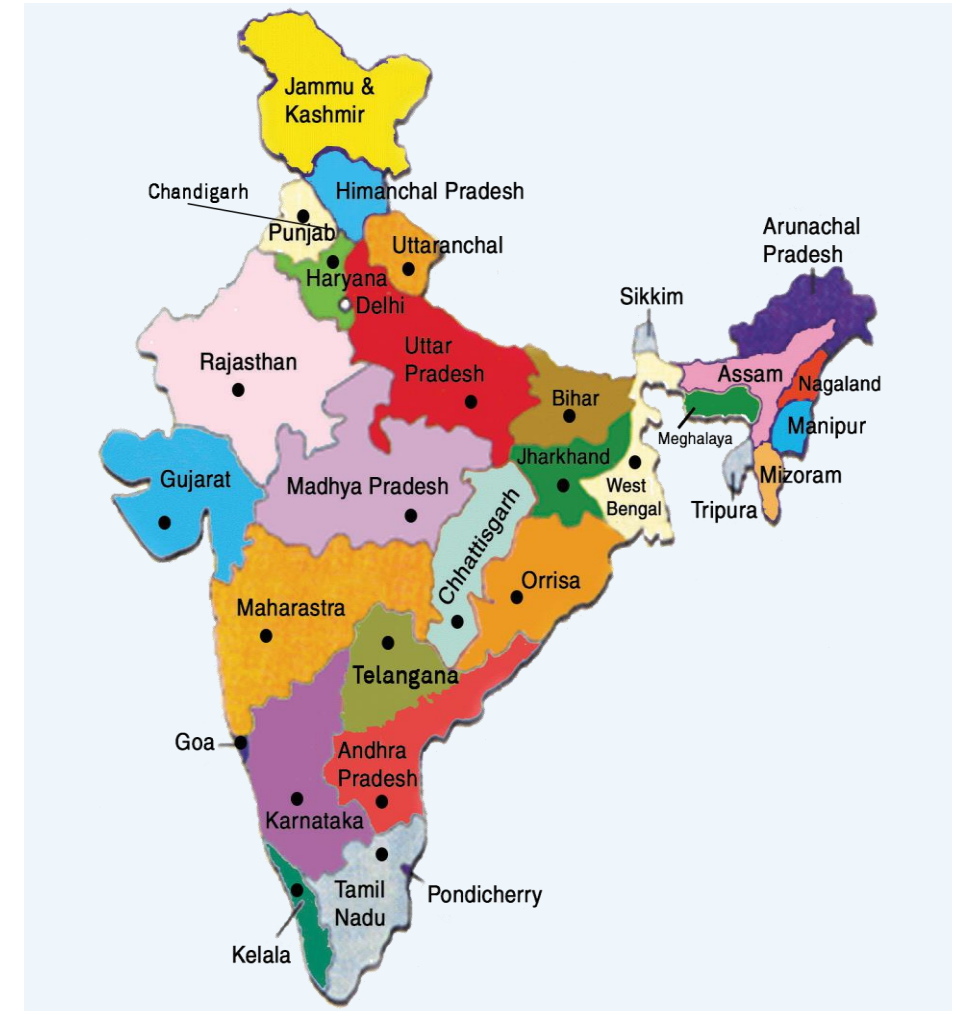 Jammu &
Kashmir
Chandigarh
Himanchal Pradesh
Punjab
Uttaranchal
Arunachal
Pradesh
Haryana
Delhi
Sikkim
Rajasthan
Uttar
Pradesh
Assam
Nagaland
Bihar
Manipur
Meghalaya
Jharkhand
Gujarat
Madhya Pradesh
West
Bengal
Mizoram
Tripura
Chhattisgarh
Orrisa
Maharastra
Telangana
Goa
Andhra
Pradesh
Karnataka
Tamil
Nadu
Pondicherry
Kelala